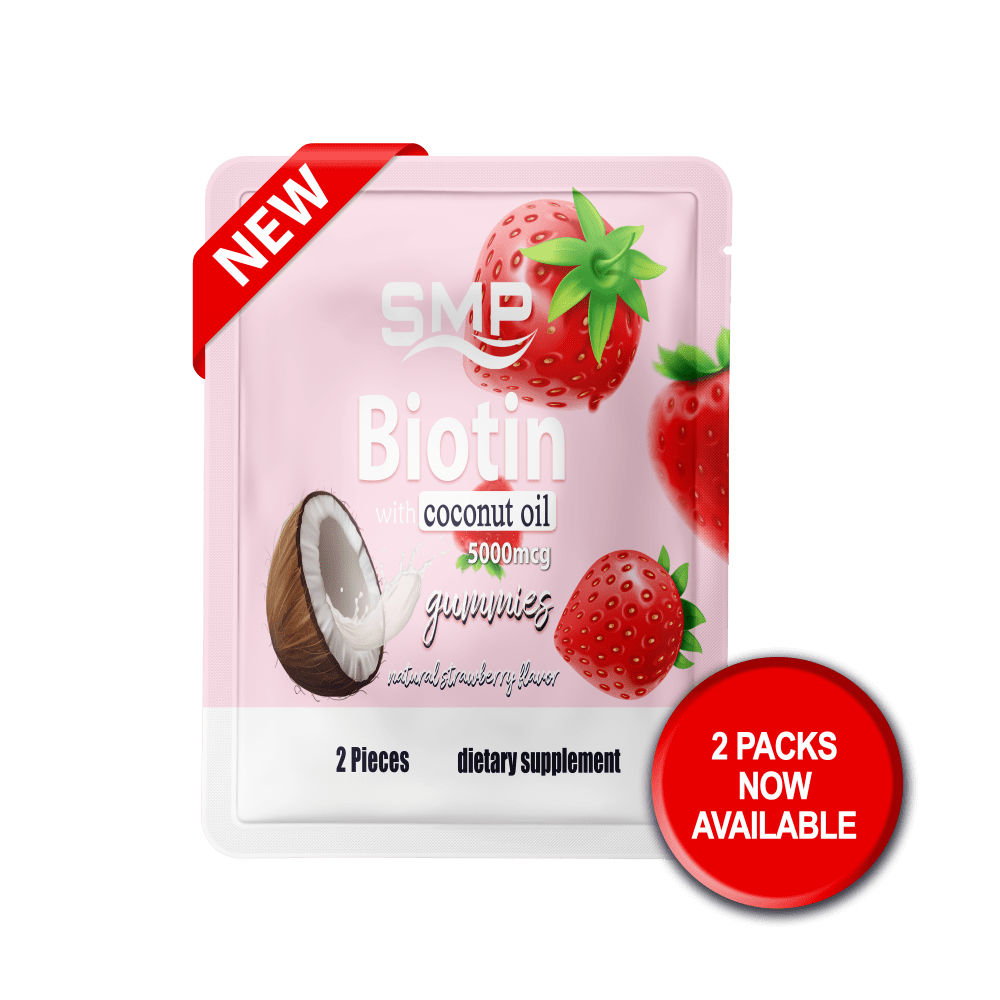 NEW
SMP
Biotin
with coconut oil
5000mcg
gummies
natural strawberry flavor
2 Pieces dietary supplement
2 PACKS
NOW
AVAILABLE